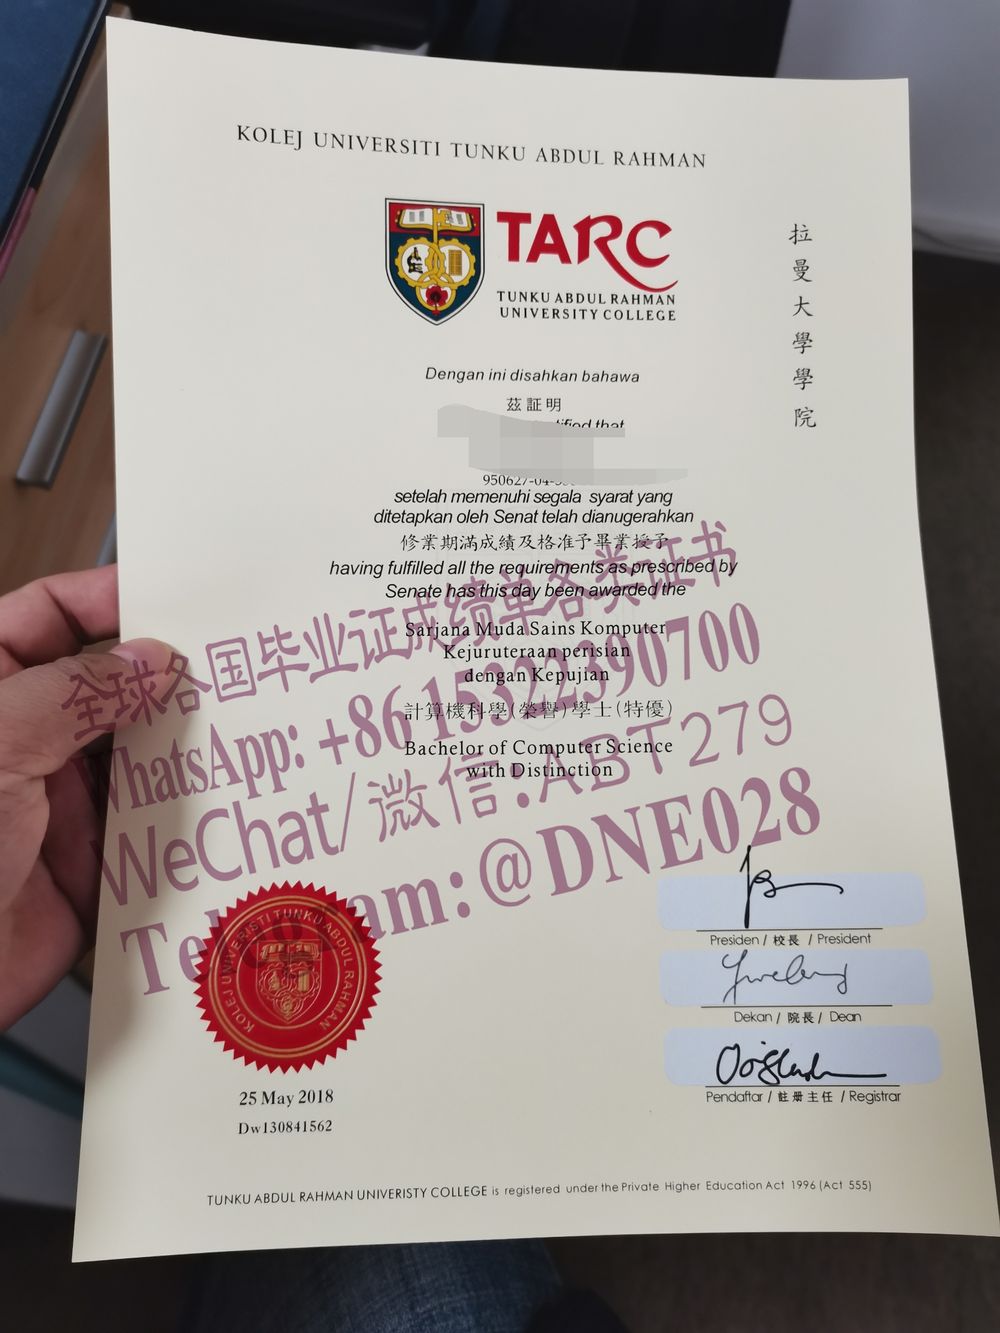 KOLEJ UNIVERSITI TUNKU ABDUL RAHMAN
TARC
TUNKU ABDUL RAHMAN
UNIVERSITY COLLEGE
拉曼大學學院
Dengan ini disahkan bahawa
茲証明
that
950627-04-
setelah memenuhi segala syarat yang
ditetapkan oleh Senat telah dianugerahkan
修業期滿成績及格准予畢業授予
having fulfilled all the requirements as prescribed by
Senate has this day been awarded the
全球各国毕业证成绩单各类证书
Sarjana Muda Sains Komputer
Kejuruteraan perisian
dengan Kepujian
WhatsApp: +86 15322390700
計算機科學(榮譽)學士(特優)
Bachelor of Computer Science
with Distinction
WeChat/微信:ABT279
Telegram:@DNE028
Presiden / 校長 / President
Dekan / 院長 / Dean
Pendaftar / 註冊主任 / Registrar
KOLEJ UNIVERISTI TUNKU ABDUL RAHMAN
25 May 2018
Dw130841562
TUNKU ABDUL RAHMAN UNIVERISTY COLLEGE is registered under the Private Higher Education Act 1996 (Act 555)